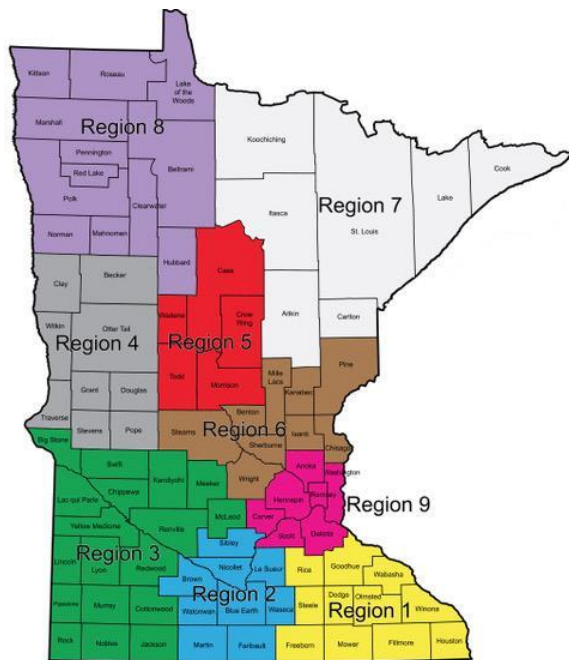 Kittson
Roseau
Lake
of the
Woods
Marshall
Region 8
Koochiching
Pennington
Beltrami
Cook
Red Lake
Lake
Itasca
Region 7
Polk
Clearwater
St. Louis
Norman
Mahnomen
Hubbard
Cass
Becker
Clay
Wadena
Crow
Wing
Aitkin
Carlton
Wilkin
Otter Tail
Region 4
Region 5
Pine
Todd
Mille
Lacs
Kanabec
Grant
Douglas
Morrison
Traverse
Benton
Stevens
Pope
Stearns
Region 6
Isanti
Big Stone
Sherburne
Chisago
Swift
Anoka
Washington
Kandiyohi
Meeker
Wright
Lac qui Parle
Chippewa
Hennepin
Ramsey
Region 9
McLeod
Carver
Yellow Medicine
Renville
Scott
Dakota
Sibley
Region 3
Lincoln
Lyon
Redwood
Nicollet
Le Sueur
Rice
Goodhue
Wabasha
Brown
Region 2
Dodge
Olmsted
Pipestone
Murray
Cottonwood
Watonwan
Blue Earth
Waseca
Steele
Region 1
Winona
Rock
Nobles
Jackson
Martin
Faribault
Freeborn
Mower
Fillmore
Houston